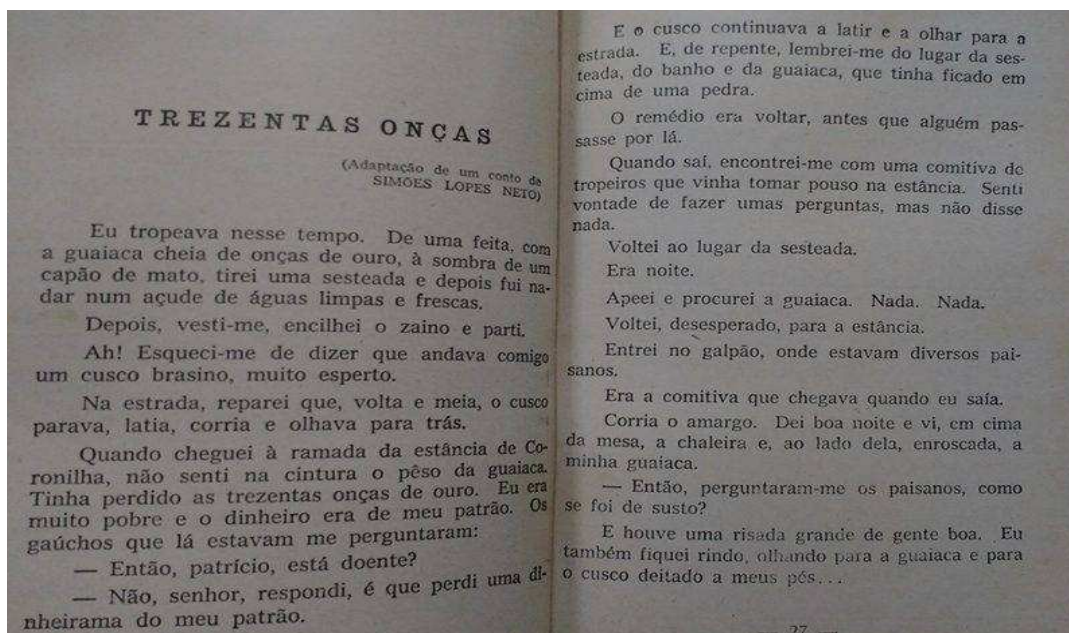 TREZENTAS ONÇAS
(Adaptação de um conto de
SIMÕES LOPES NETO)
Eu tropeava nesse tempo. De uma feita, com
a guaiaca cheia de onças de ouro, à sombra de um
capão de mato, tirei uma sesteada e depois fui na-
dar num açude de águas limpas e frescas.
Depois, vesti-me, encilhei o zaino e parti.
Ah! Esqueci-me de dizer que andava comigo
um cusco brasino, muito esperto.
Na estrada, reparei que, volta e meia, o cusco
parava, latia, corria e olhava para trás.
Quando cheguei à ramada da estância de Co-
ronilha, não senti na cintura o pêso da guaiaca.
Tinha perdido as trezentas onças de ouro. Eu era
muito pobre e o dinheiro era de meu patrão. Os
gaúchos que lá estavam me perguntaram:
— Então, patrício, está doente?
— Não, senhor, respondi, é que perdi uma di-
nheirama do meu patrão.
E o cusco continuava a latir e a olhar para a
estrada. E, de repente, lembrei-me do lugar da ses-
teada, do banho e da guaiaca, que tinha ficado em
cima de uma pedra.
O remédio era voltar, antes que alguém pas-
sasse por lá.
Quando saí, encontrei-me com uma comitiva de
tropeiros que vinha tomar pouso na estância. Senti
vontade de fazer umas perguntas, mas não disse
nada.
Voltei ao lugar da sesteada.
Era noite.
Apeei e procurei a guaiaca. Nada. Nada.
Voltei, desesperado, para a estância.
Entrei no galpão, onde estavam diversos pai-
sanos.
Era a comitiva que chegava quando eu saía.
Corria o amargo. Dei boa noite e vi, em cima
da mesa, a chaleira e, ao lado dela, enroscada, a
minha guaiaca.
— Então, perguntaram-me os paisanos, como
se foi de susto?
E houve uma risada grande de gente boa. Eu
também fiquei rindo, olhando para a guaiaca e para
o cusco deitado a meus pés...
— 27 —